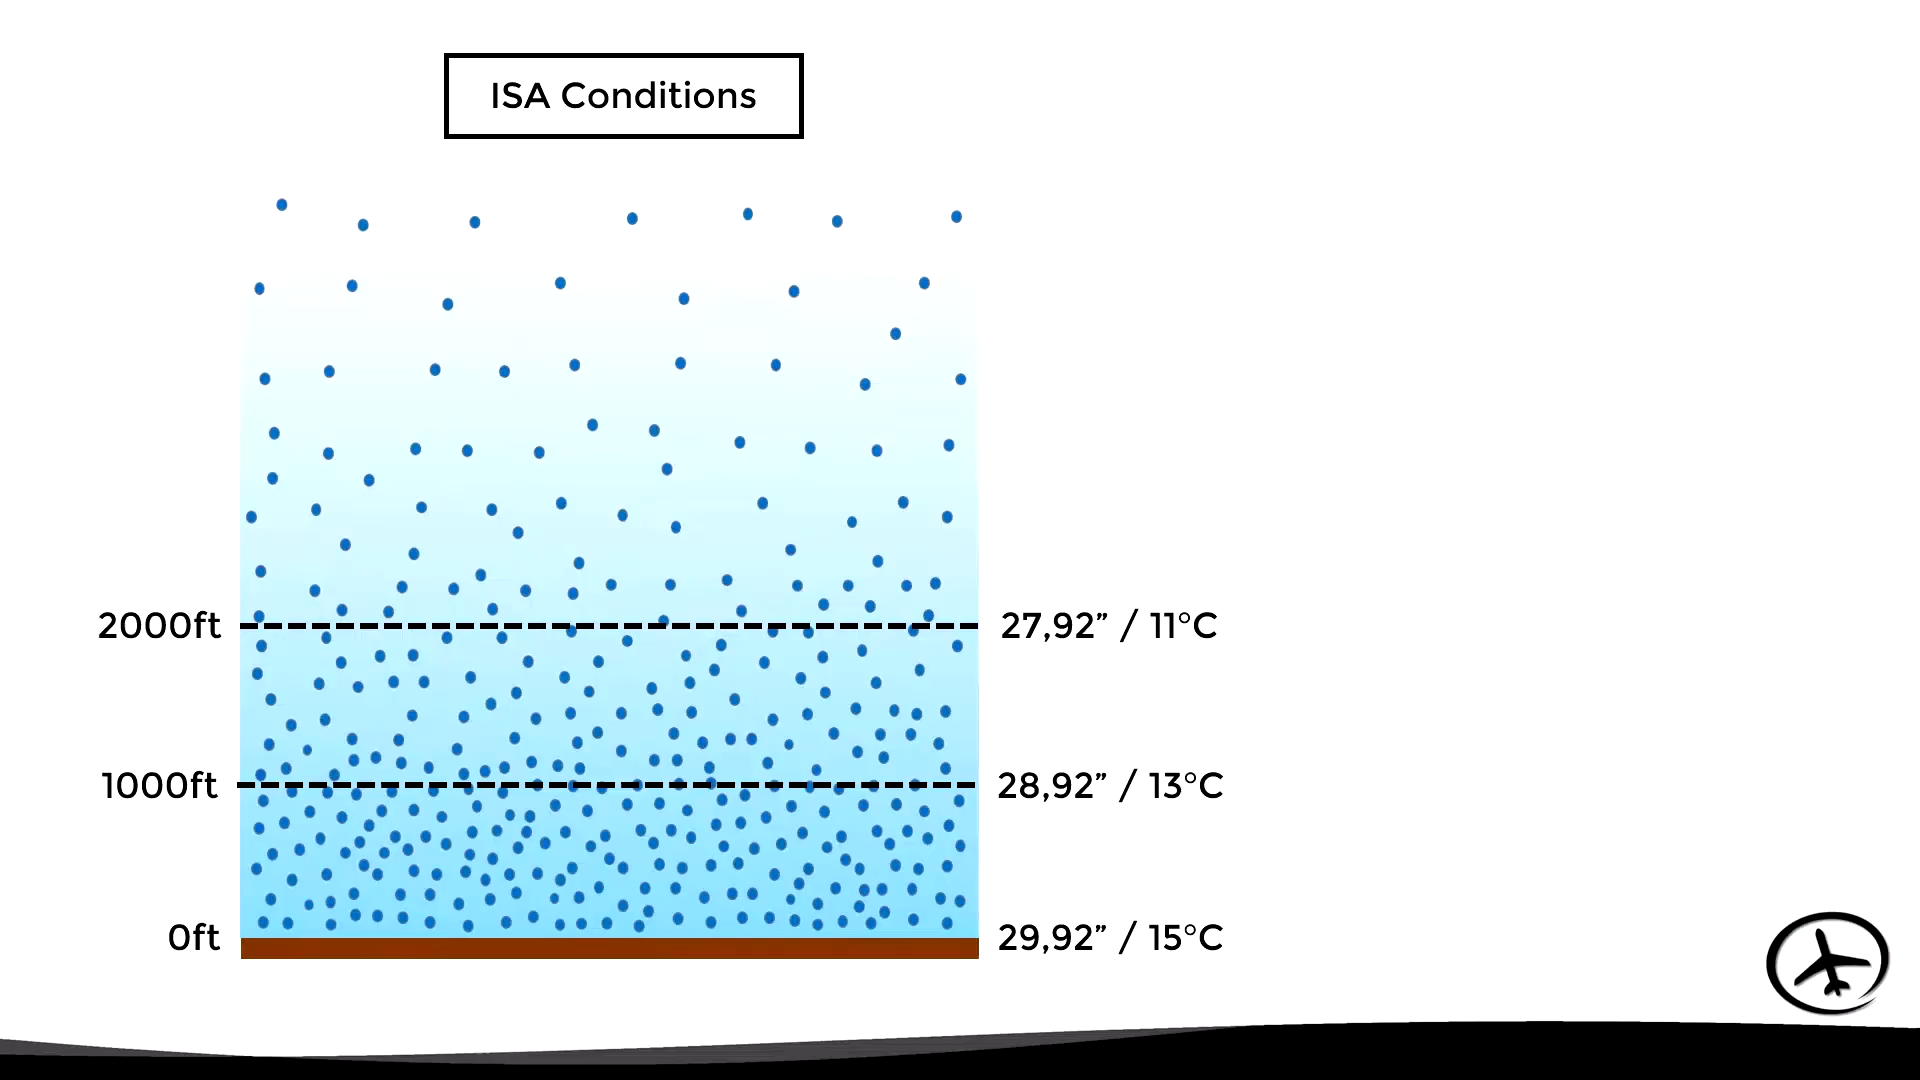 ISA Conditions
2000ft 27,92” / 11°C
1000ft 28,92” / 13°C
0ft 29,92” / 15°C